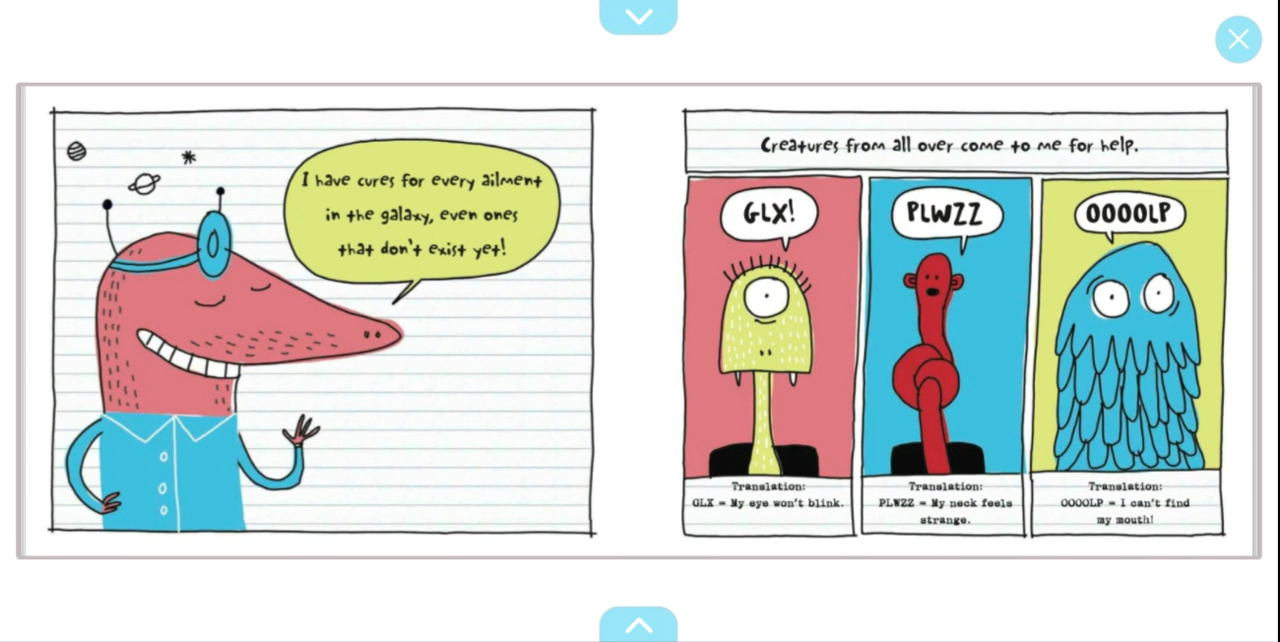 I have cures for every ailment
in the galaxy, even ones
that don't exist yet!
Creatures from all over come to me for help.
GLX!
Translation:
GLX = My eye won't blink.
PLWZZ
Translation:
PLWZZ = My neck feels
strange.
OOOOLP
Translation:
OOOOLP = I can't find
my mouth!